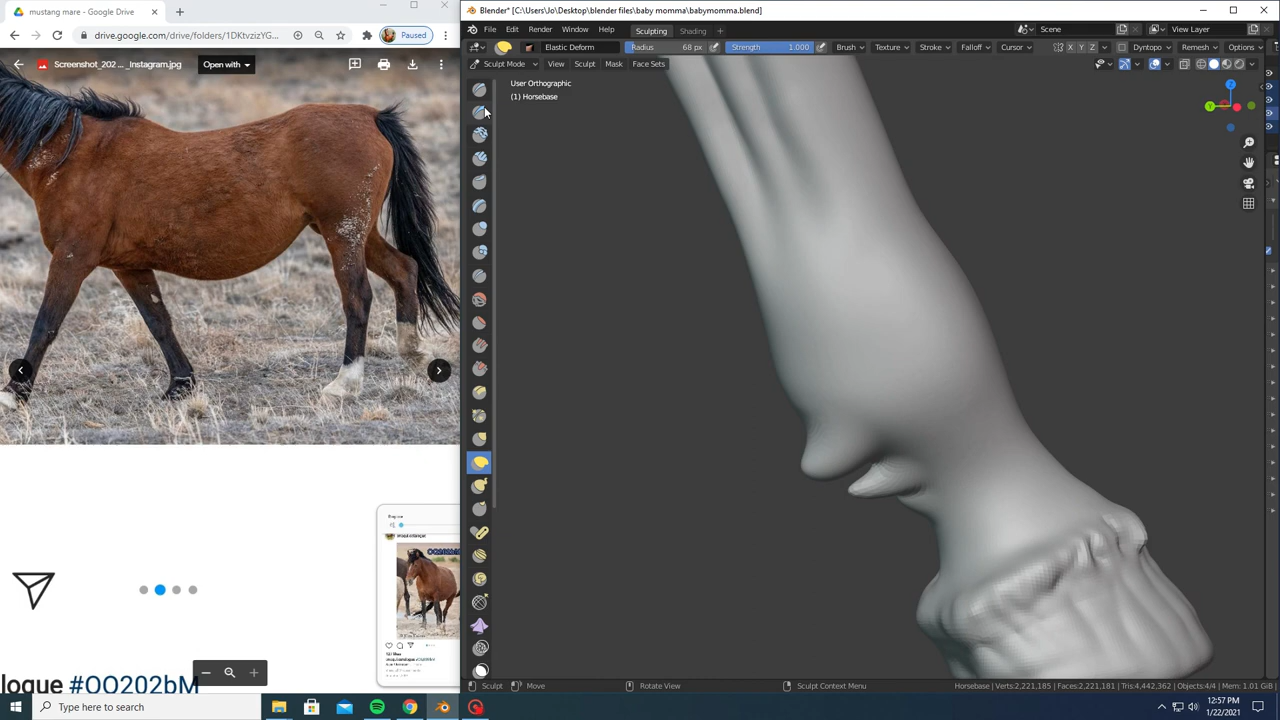 mustang mare - Google Drive
drive.google.com/drive/folders/1DKtvzizYG...
Paused
Screenshot_202 ... _Instagram.jpg
Open with
logue #OO202bM
Blender* [C:\Users\Jo\Desktop\blender files\baby momma\babymomma.blend]
File Edit Render Window Help Sculpting Shading + Scene View Layer
Elastic Deform Radius 68 px Strength 1.000 Brush Texture Stroke Falloff Cursor X Y Z Dyntopo Remesh Options
Sculpt Mode View Sculpt Mask Face Sets
User Orthographic
(1) Horsebase
Z
Y
Sculpt Move Rotate View Sculpt Context Menu Horsebase | Verts:2,221,185 | Faces:2,221,181 | Tris:4,442,362 | Objects:4/4 | Mem: 1.01 GiB
Type here to search
12:57 PM
1/22/2021